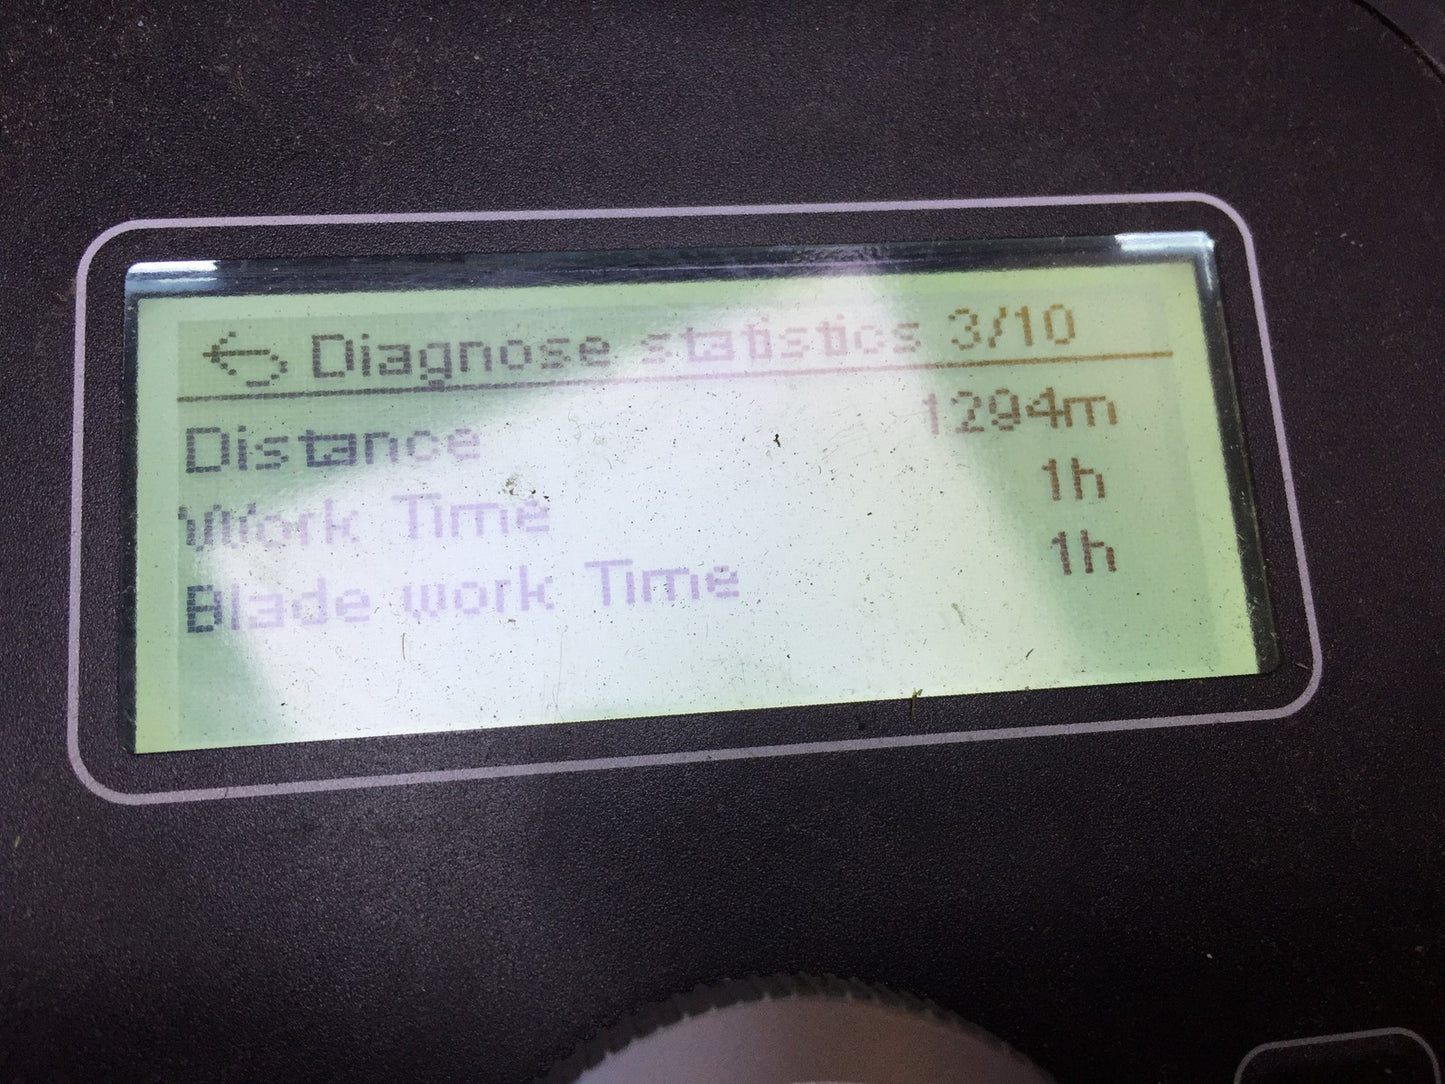 Diagnose statistics 3/10
Distance 1294m
Work Time 1h
Blade work Time 1h